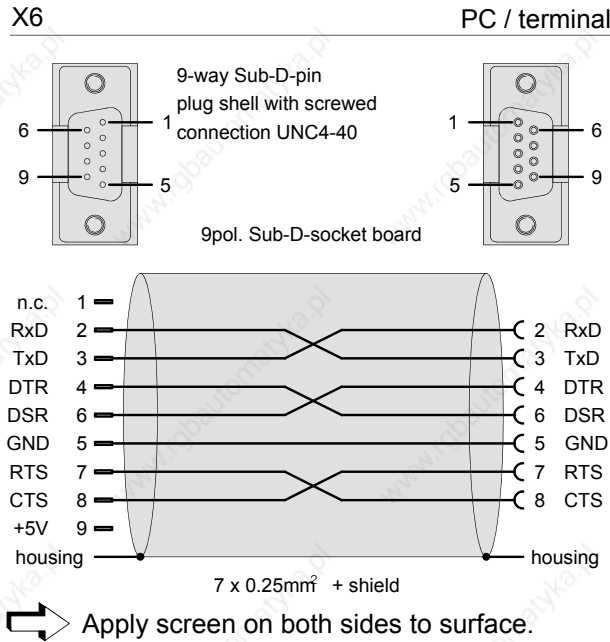 X6 PC / terminal
9-way Sub-D-pin
plug shell with screwed
connection UNC4-40
6 1 1 6
9 5 5 9
9pol. Sub-D-socket board
n.c. 1
RxD 2 2 RxD
TxD 3 3 TxD
DTR 4 4 DTR
DSR 6 6 DSR
GND 5 5 GND
RTS 7 7 RTS
CTS 8 8 CTS
+5V 9
housing housing
7 x 0.25mm² + shield
Apply screen on both sides to surface.
www.rgbautomatyka.pl